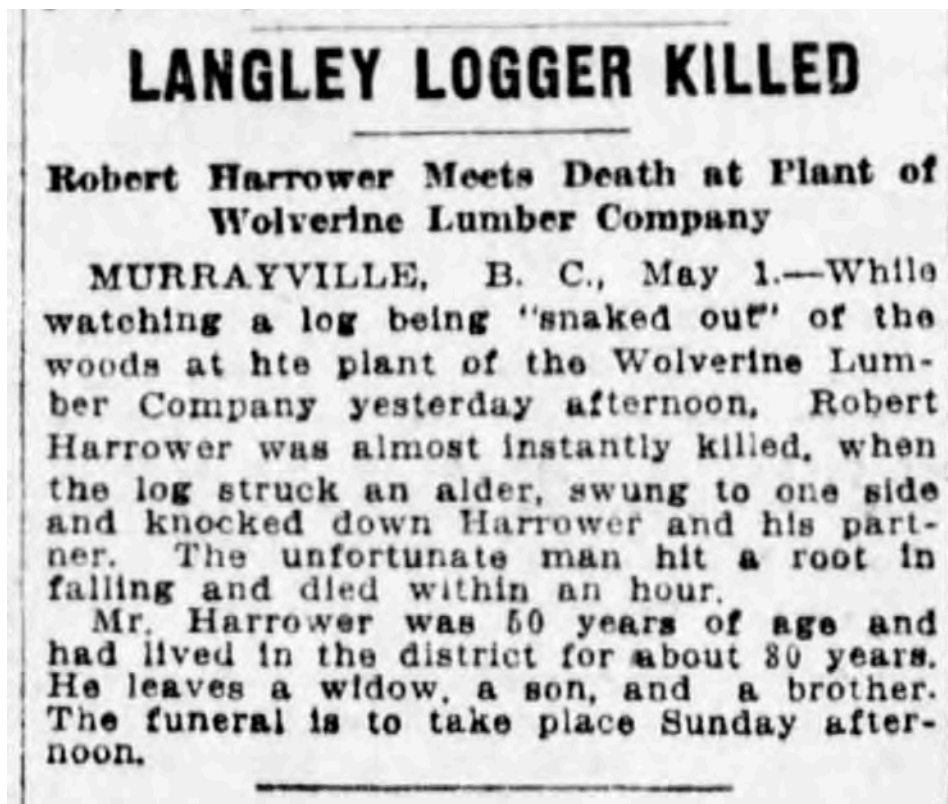 LANGLEY LOGGER KILLED
Robert Harrower Meets Death at Plant of
Wolverine Lumber Company
MURRAYVILLE, B. C., May 1.—While
watching a log being "snaked out" of the
woods at hte plant of the Wolverine Lum-
ber Company yesterday afternoon, Robert
Harrower was almost instantly killed, when
the log struck an alder, swung to one side
and knocked down Harrower and his part-
ner. The unfortunate man hit a root in
falling and died within an hour.
Mr. Harrower was 50 years of age and
had lived in the district for about 30 years.
He leaves a widow, a son, and a brother.
The funeral is to take place Sunday after-
noon.